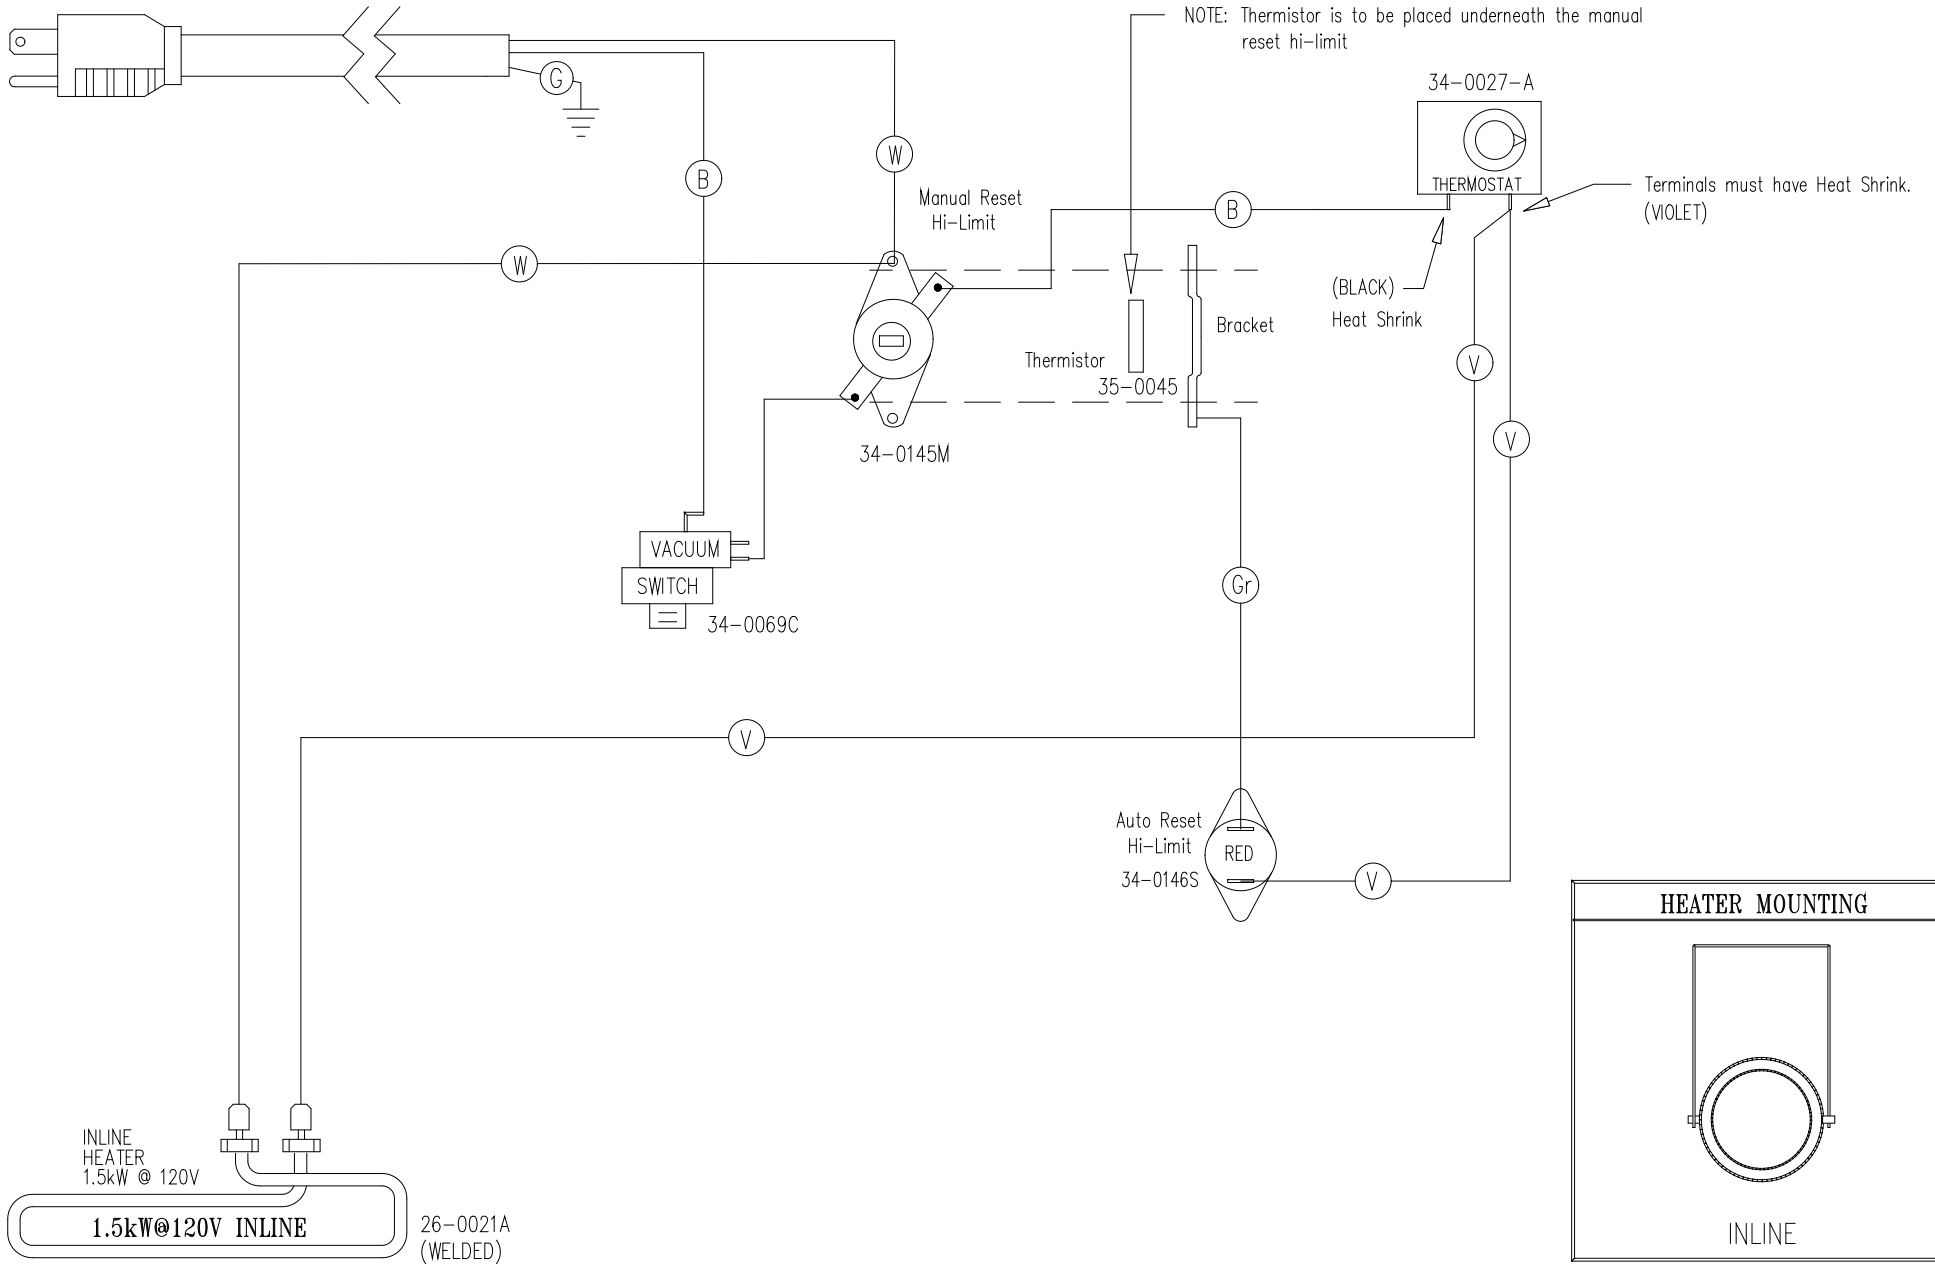 NOTE: Thermistor is to be placed underneath the manual
reset hi-limit
34-0027-A
G
W
B
THERMOSTAT
Terminals must have Heat Shrink.
(VIOLET)
Manual Reset
Hi-Limit
B
W
(BLACK)
Heat Shrink
Bracket
Thermistor
35-0045
V
V
34-0145M
VACUUM
SWITCH
34-0069C
Gr
V
Auto Reset
Hi-Limit
34-0146S
RED
V
HEATER MOUNTING
INLINE
INLINE
HEATER
1.5kW @ 120V
1.5kW@120V INLINE
26-0021A
(WELDED)